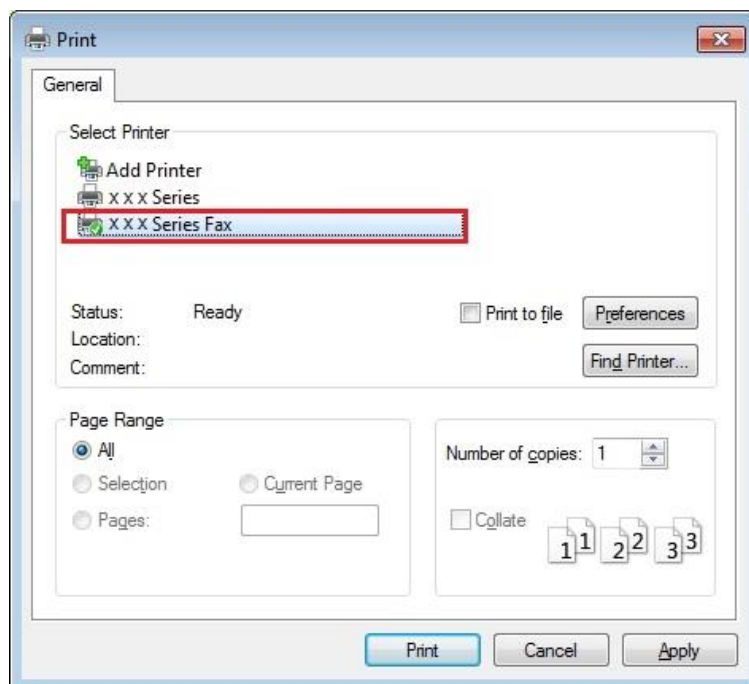 Print
General
Select Printer
Add Printer
X X X Series
X X X Series Fax
Status: Ready
Print to file
Preferences
Location:
Comment:
Find Printer...
Page Range
All
Selection
Current Page
Pages:
Number of copies: 1
Collate
1 1 2 2 3 3
Print Cancel Apply